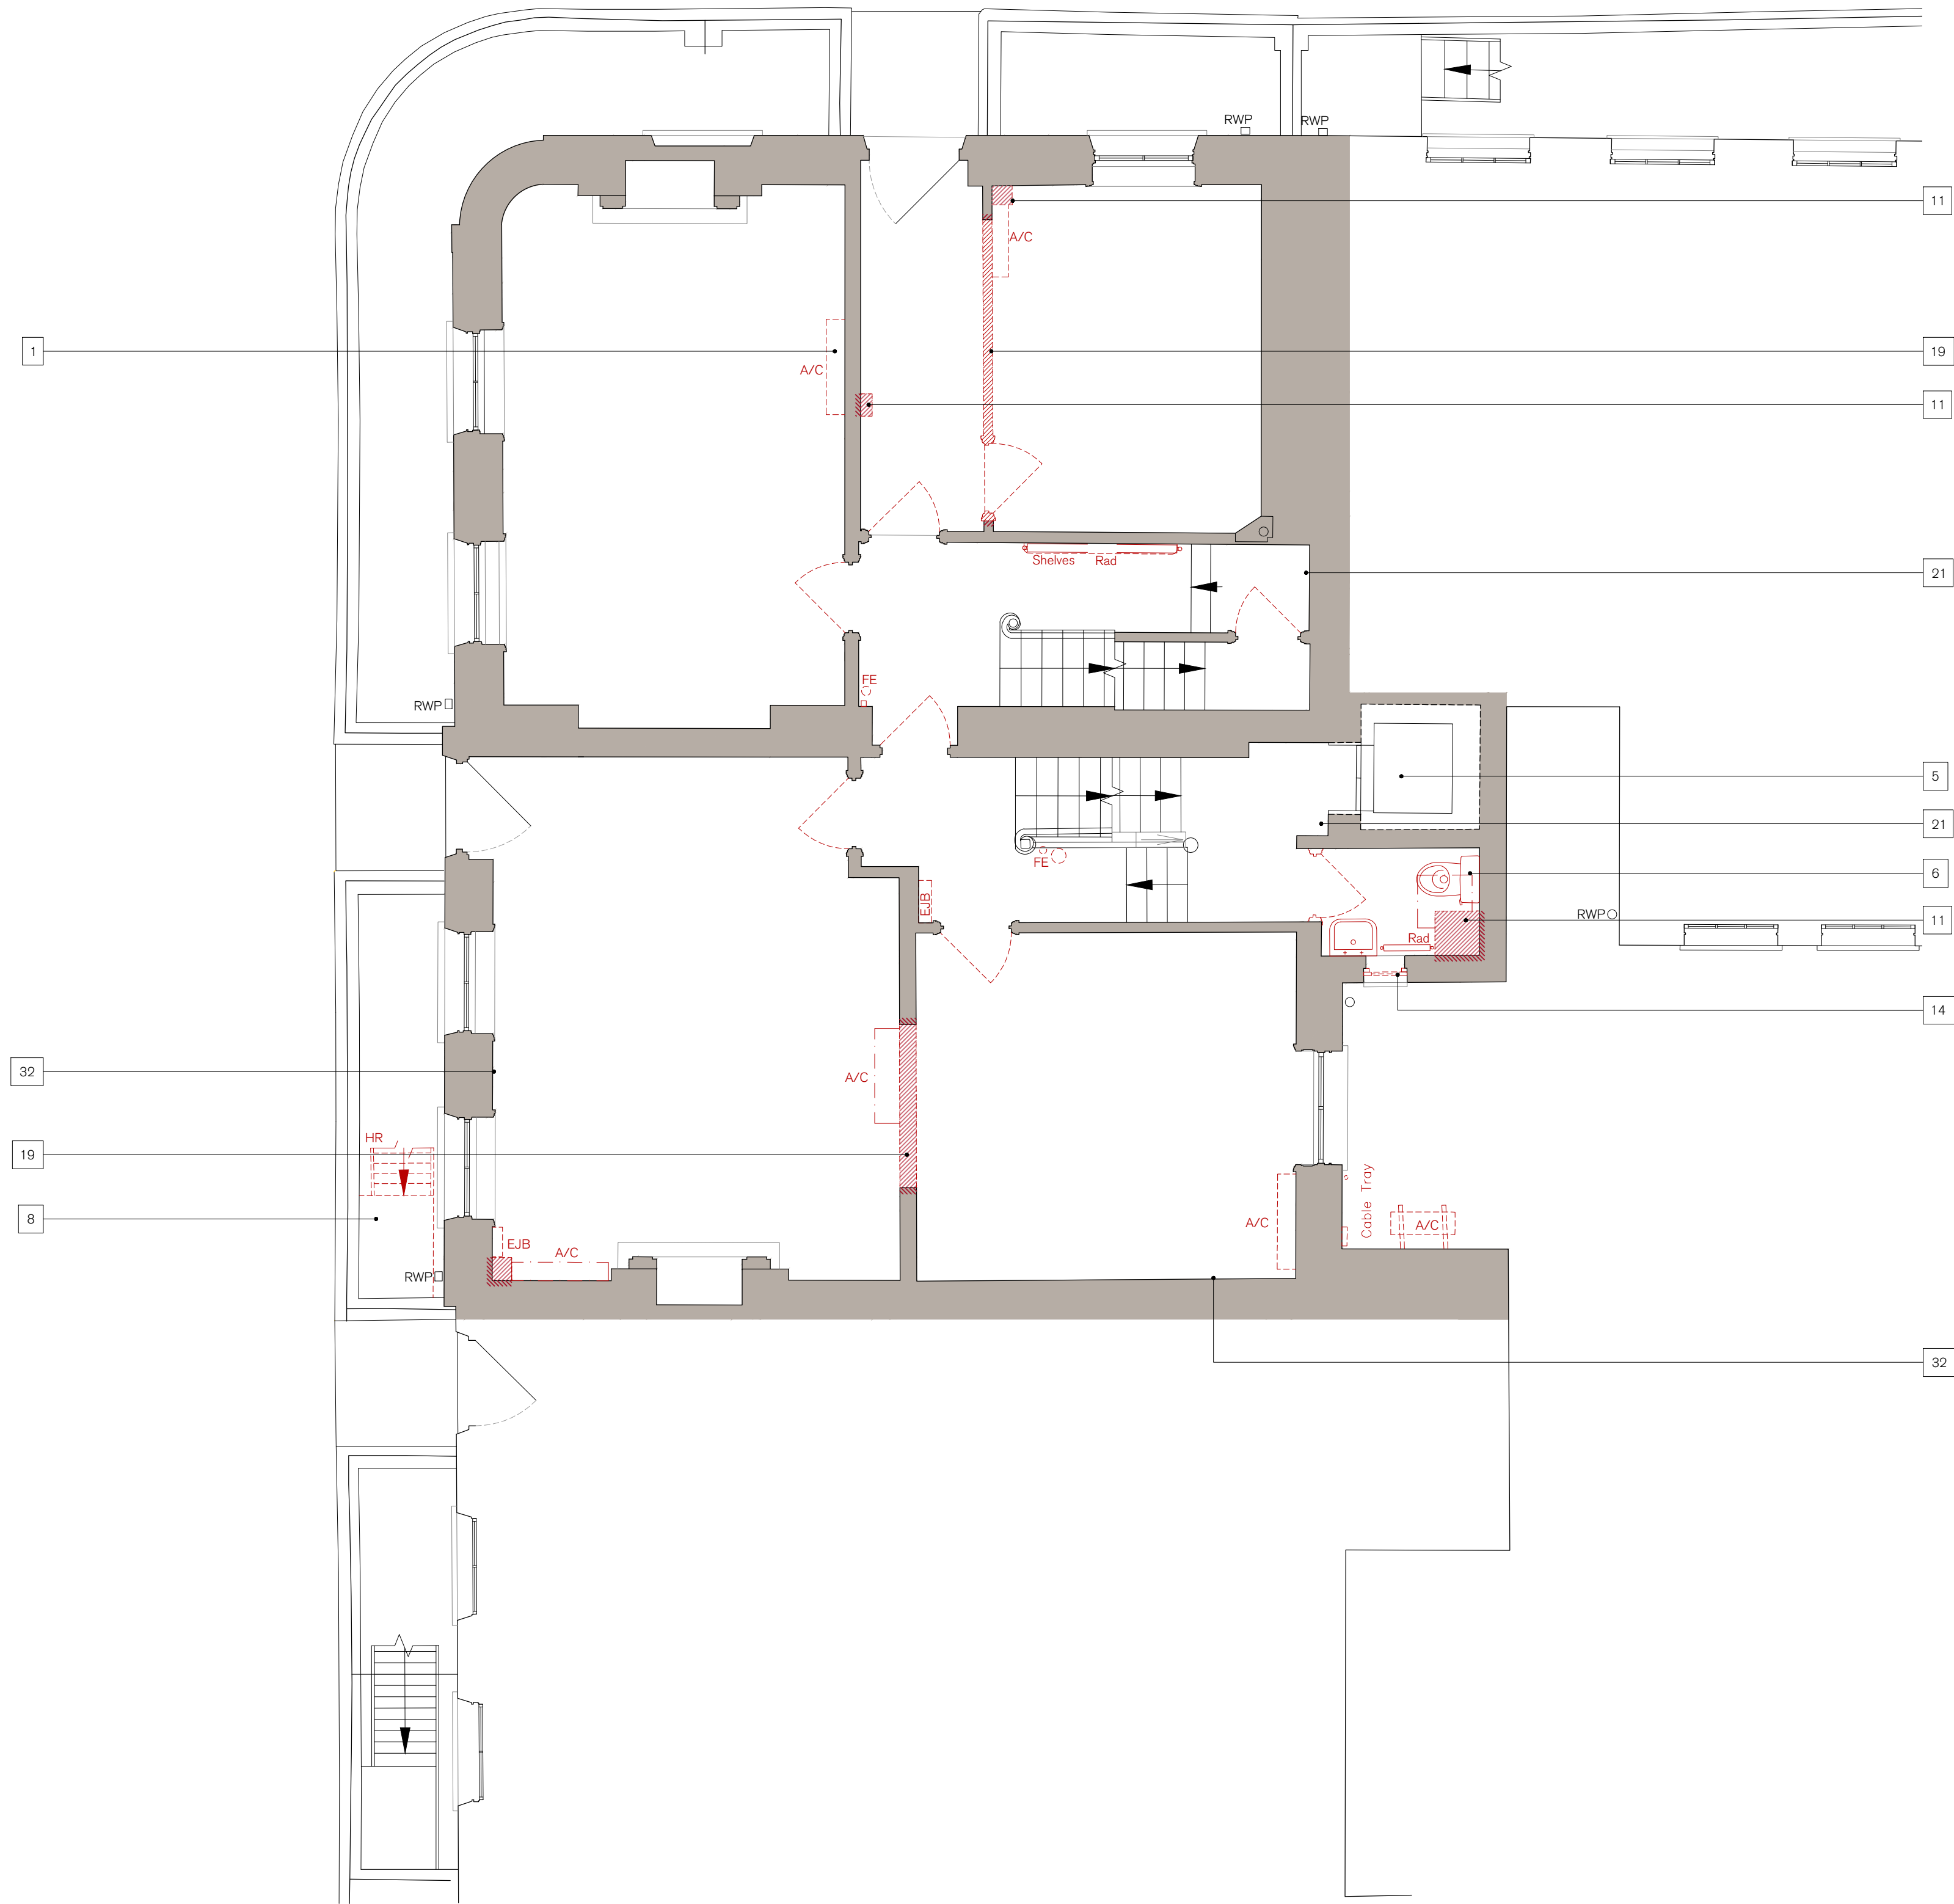 RWP
RWP
11
A/C
1
A/C
19
11
Shelves
Rad
21
FE
RWP
5
21
FE
6
EJB
RWP
11
Rad
14
32
A/C
HR
19
Cable Tray
8
A/C
A/C
EJB
A/C
RWP
32